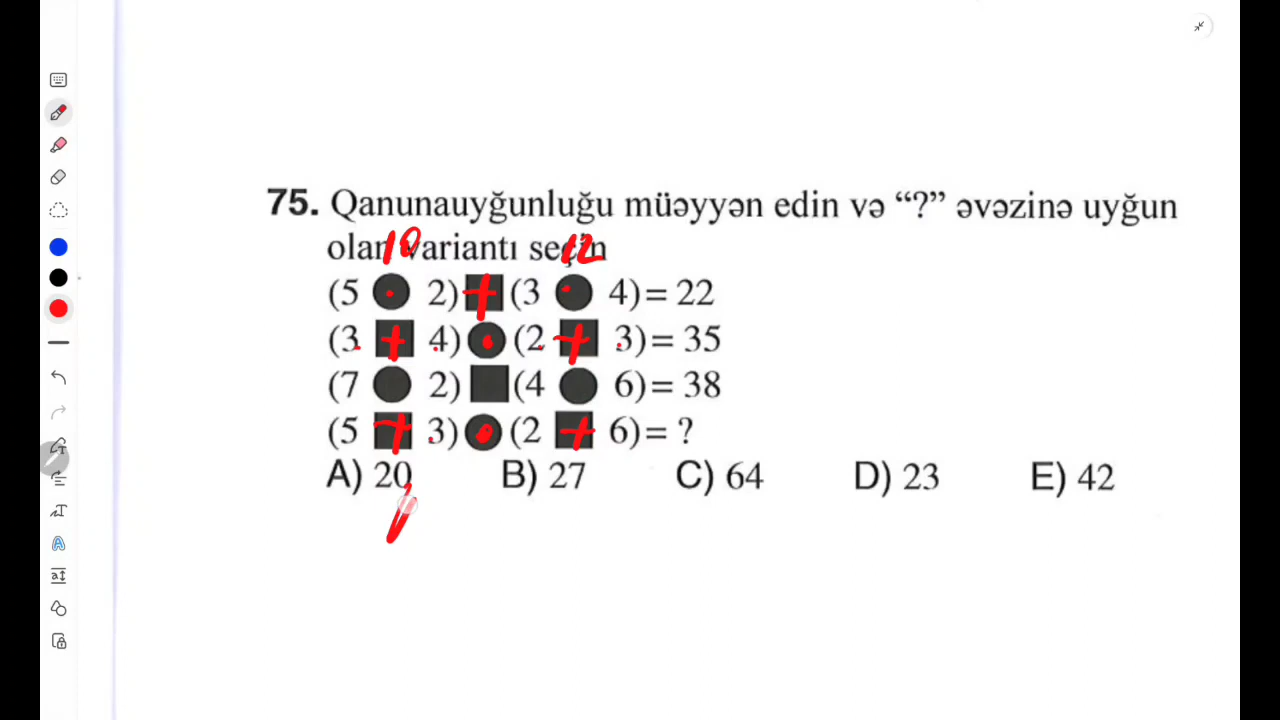 75. Qanunauyğunluğu müəyyən edin və “?” əvəzinə uyğun
olan variantı seçin
10 12
(5 ● 2) ■ (3 ● 4) = 22
(3 ■ 4) ● (2 ■ 3) = 35
(7 ● 2) ■ (4 ● 6) = 38
(5 ■ 3) ● (2 ■ 6) = ?
A) 20 B) 27 C) 64 D) 23 E) 42